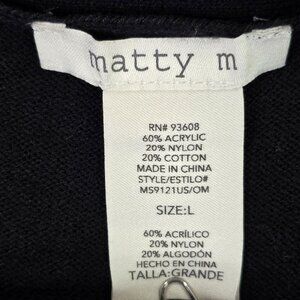 matty m
RN# 93608
60% ACRYLIC
20% NYLON
20% COTTON
MADE IN CHINA
STYLE/ESTILO#
MS9121US/OM
SIZE:L
60% ACRÍLICO
20% NYLON
20% ALGODÓN
HECHO EN CHINA
TALLA:GRANDE